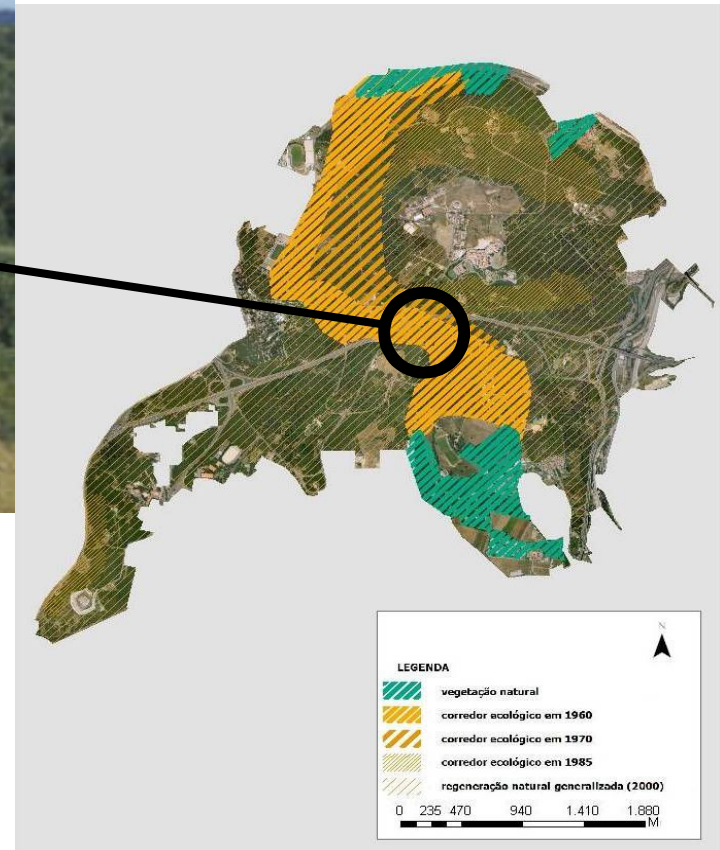 N
LEGENDA
vegetação natural
corredor ecológico em 1960
corredor ecológico em 1970
corredor ecológico em 1985
regeneração natural generalizada (2000)
0 235 470 940 1.410 1.880
M